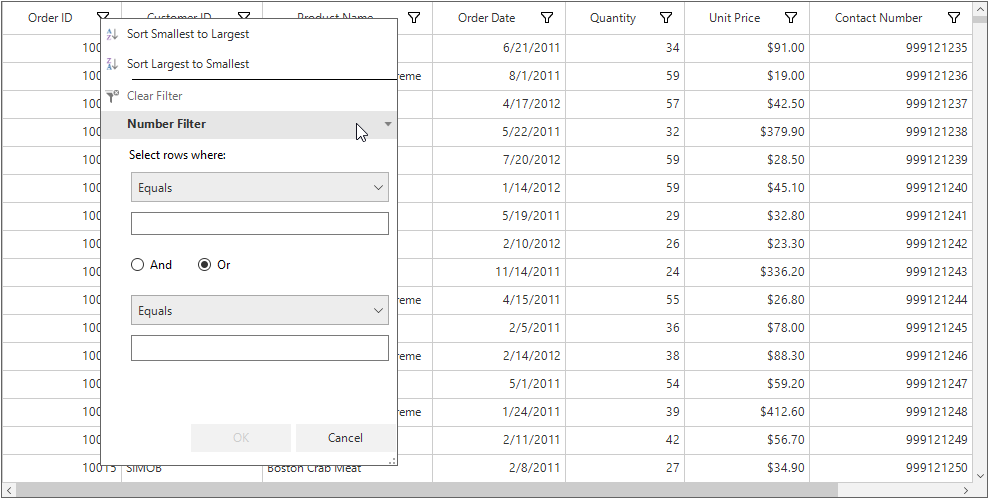 Order ID Customer ID Product Name Order Date Quantity Unit Price Contact Number
Sort Smallest to Largest
100 6/21/2011 34 $91.00 999121235
Sort Largest to Smallest
100 reme 8/1/2011 59 $19.00 999121236
Clear Filter
100 4/17/2012 57 $42.50 999121237
Number Filter
100 5/22/2011 32 $379.90 999121238
Select rows where:
100 7/20/2012 59 $28.50 999121239
Equals
100 1/14/2012 59 $45.10 999121240
100 5/19/2011 29 $32.80 999121241
100 2/10/2012 26 $23.30 999121242
And Or
100 11/14/2011 24 $336.20 999121243
100 reme 4/15/2011 55 $26.80 999121244
Equals
100 2/5/2011 36 $78.00 999121245
100 reme 2/14/2012 38 $88.30 999121246
100 5/1/2011 54 $59.20 999121247
100 reme 1/24/2011 39 $412.60 999121248
OK Cancel
100 2/11/2011 42 $56.70 999121249
10015 SIMOB Boston Crab Meat 2/8/2011 27 $34.90 999121250